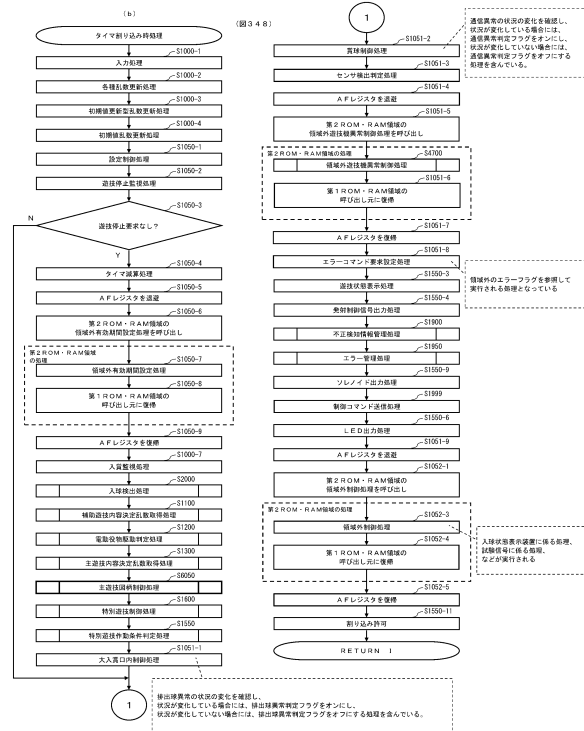 (b)
(図348)
タイマ割り込み時処理
S1000-1
入力処理
S1000-2
各種乱数更新処理
S1000-3
初期値更新型乱数更新処理
S1000-4
初期値乱数更新処理
S1050-1
設定制御処理
S1050-2
遊技停止監視処理
S1050-3
遊技停止要求なし?
N
Y
S1050-4
タイマ減算処理
S1050-5
AFレジスタを退避
S1050-6
第2ROM・RAM領域の
領域外有効期間設定処理を呼び出し
第2ROM・RAM領域
の処理
S1050-7
領域外有効期間設定処理
S1050-8
第1ROM・RAM領域の
呼び出し元に復帰
S1050-9
AFレジスタを復帰
S1000-7
入賞監視処理
S2000
入球検出処理
S1100
補助遊技内容決定乱数取得処理
S1200
電動役物駆動判定処理
S1300
主遊技内容決定乱数取得処理
S6050
主遊技図柄制御処理
S1600
特別遊技制御処理
S1550
特別遊技作動条件判定処理
S1051-1
大入賞口内制御処理
1
排出球異常の状況の変化を確認し、
状況が変化している場合には、排出球異常判定フラグをオンにし、
状況が変化していない場合には、排出球異常判定フラグをオフにする処理を含んでいる。
1
S1051-2
賞球制御処理
通信異常の状況の変化を確認し、
状況が変化している場合には、
通信異常判定フラグをオンにし、
状況が変化していない場合には、
通信異常判定フラグをオフにする
処理を含んでいる。
S1051-3
センサ検出判定処理
S1051-4
AFレジスタを退避
S1051-5
第2ROM・RAM領域の
領域外遊技機異常制御処理を呼び出し
第2ROM・RAM領域の処理
S4700
領域外遊技機異常制御処理
S1051-6
第1ROM・RAM領域の
呼び出し元に復帰
S1051-7
AFレジスタを復帰
S1051-8
エラーコマンド要求設定処理
領域外のエラーフラグを参照して
実行される処理となっている
S1550-3
遊技状態表示処理
S1550-4
発射制御信号出力処理
S1900
不正検知情報管理処理
S1950
エラー管理処理
S1550-9
ソレノイド出力処理
S1999
制御コマンド送信処理
S1550-6
LED出力処理
S1051-9
AFレジスタを退避
S1052-1
第2ROM・RAM領域の
領域外制御処理を呼び出し
第2ROM・RAM領域の処理
S1052-3
領域外制御処理
S1052-4
第1ROM・RAM領域の
呼び出し元に復帰
入球状態表示装置に係る処理、
試験信号に係る処理、
などが実行される
S1052-5
AFレジスタを復帰
S1550-11
割り込み許可
RETURN I